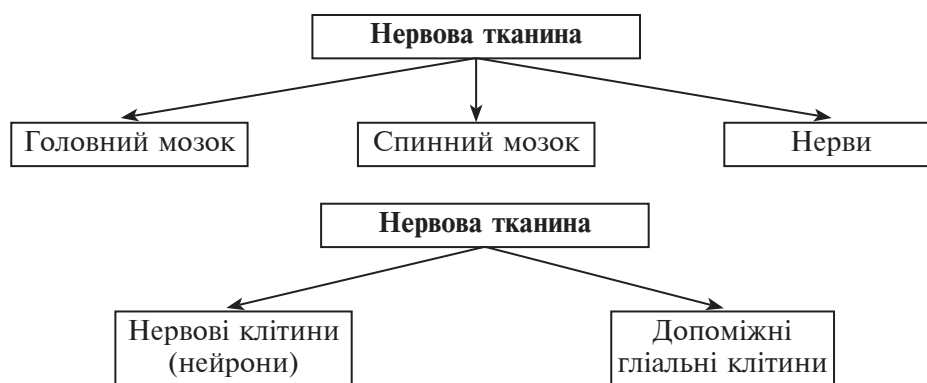 Нервова тканина
Головний мозок
Спинний мозок
Нерви
Нервова тканина
Нервові клітини
(нейрони)
Допоміжні
гліальні клітини